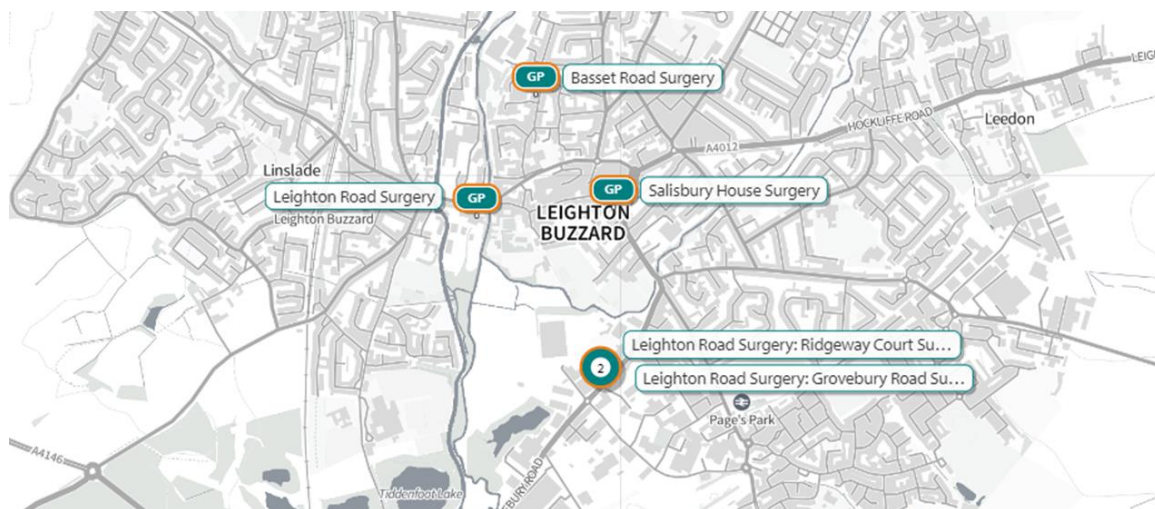 GP
Basset Road Surgery
LEIGH
HOCKLIFFE ROAD
Leedon
A4012
Linslade
Leighton Road Surgery
GP
GP
Salisbury House Surgery
Leighton Buzzard
LEIGHTON
BUZZARD
Leighton Road Surgery: Ridgeway Court Su...
2
Leighton Road Surgery: Grovebury Road Su...
Page's Park
A4146
Tiddenfoot Lake
EBURY ROAD